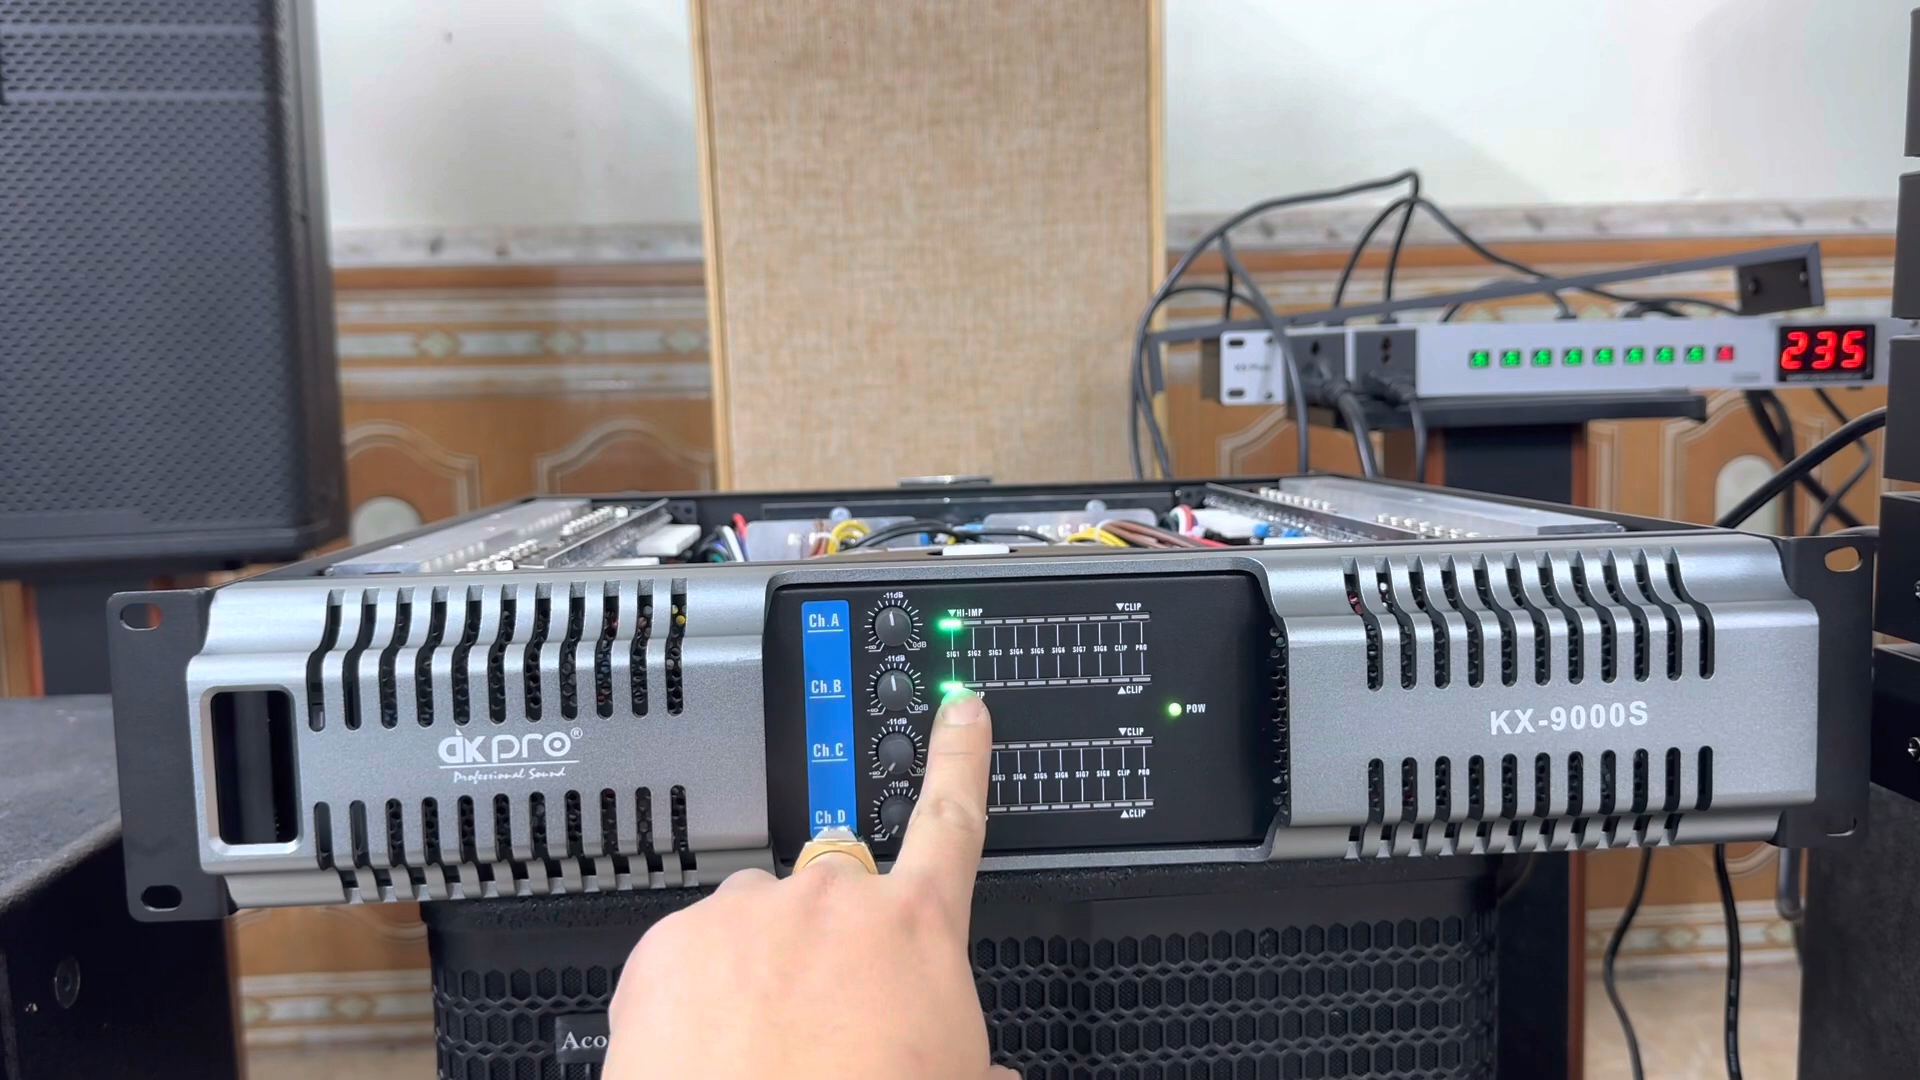 235
Ch.A
-11dB
-∞
0dB
▼HI-IMP
▼CLIP
SIG1 SIG2 SIG3 SIG4 SIG5 SIG6 SIG7 SIG8 CLIP PRO
Ch.B
-11dB
-∞
0dB
▲CLIP
POW
Ch.C
-11dB
-∞
▼CLIP
SIG3 SIG4 SIG5 SIG6 SIG7 SIG8 CLIP PRO
Ch.D
-11dB
-∞
▲CLIP
dkpro®
Professional Sound
KX-9000S